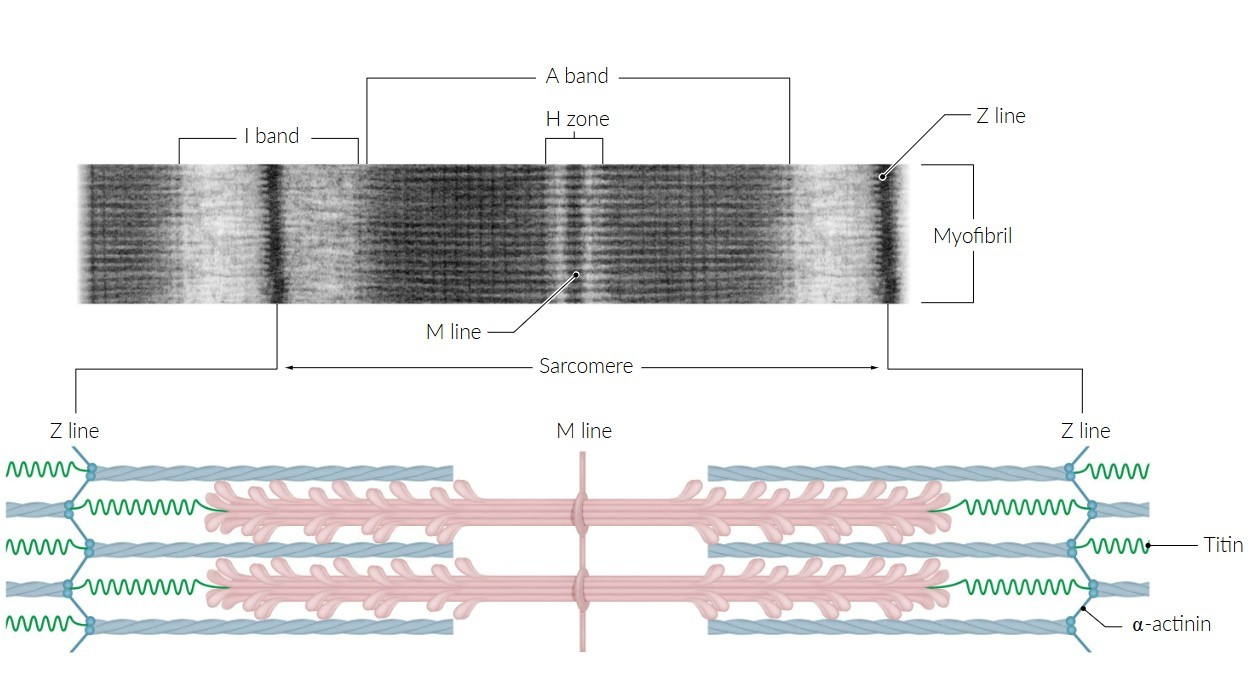 A band
H zone
I band
Z line
Myofibril
M line
Sarcomere
Z line
M line
Z line
Titin
α-actinin